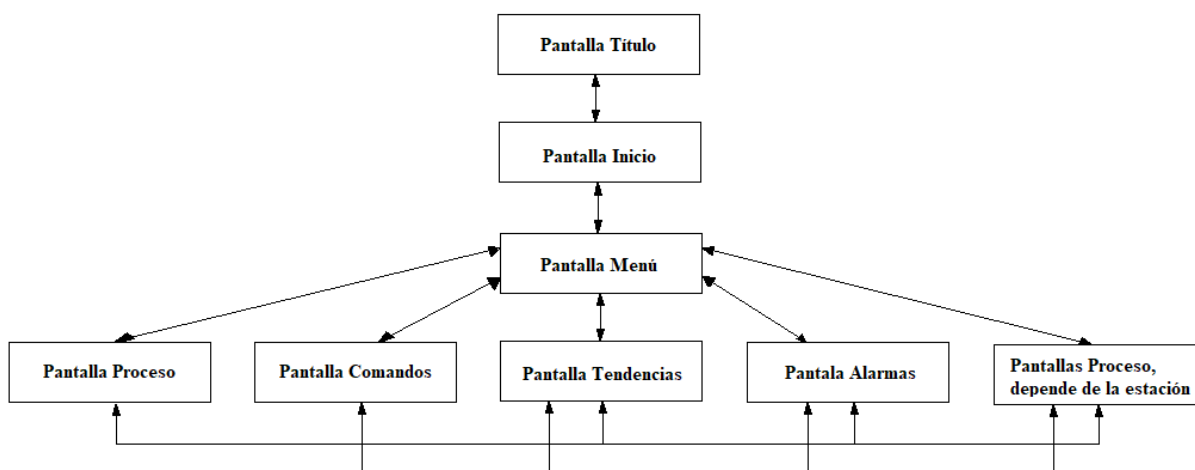 Pantalla Título
Pantalla Inicio
Pantalla Menú
Pantalla Proceso
Pantalla Comandos
Pantalla Tendencias
Pantala Alarmas
Pantallas Proceso,
depende de la estación